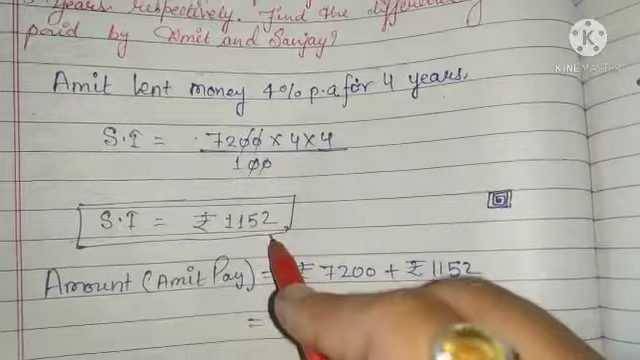 years respectively. Find the difference
paid by Amit and Sanjay?
Amit lent money 4% p.a for 4 years.
S.I = 7200 × 4 × 4
100
S.I = ₹ 1152
Amount (Amit Pay) = ₹ 7200 + ₹ 1152
=
KINEMASTER